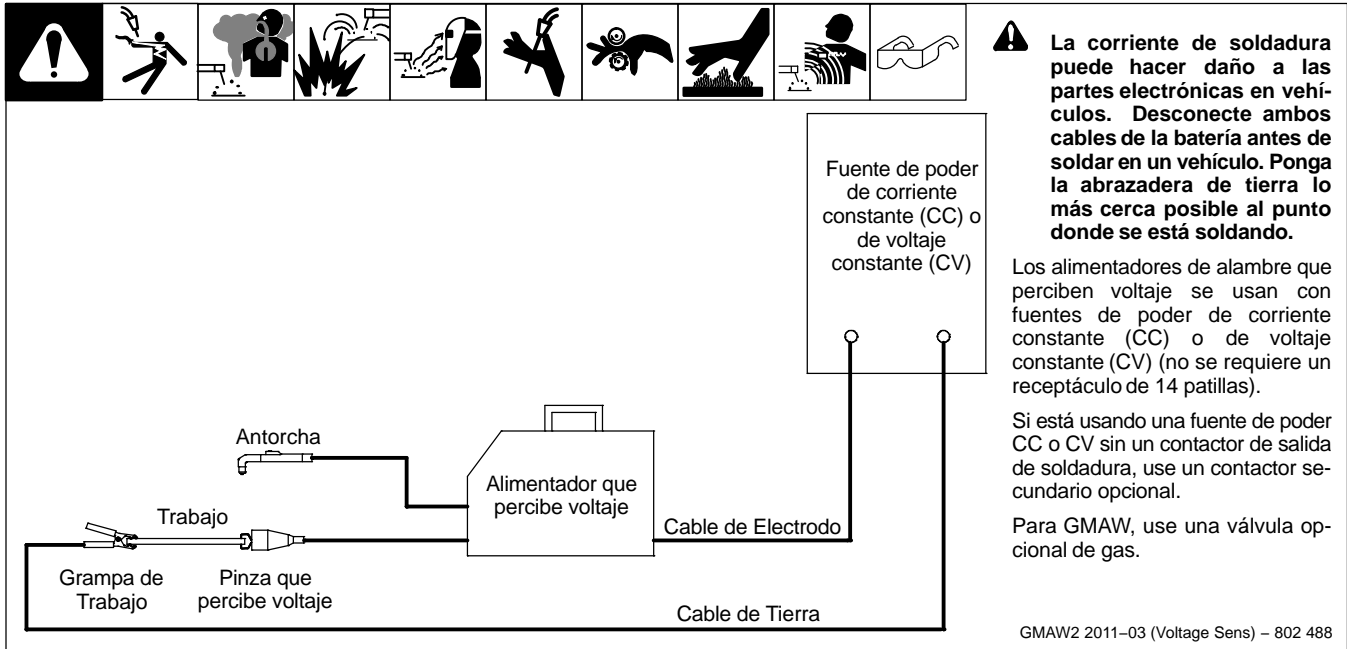 Fuente de poder
de corriente
constante (CC) o
de voltaje
constante (CV)
Antorcha
Alimentador que
percibe voltaje
Trabajo
Cable de Electrodo
Grampa de
Trabajo
Pinza que
percibe voltaje
Cable de Tierra
La corriente de soldadura
puede hacer daño a las
partes electrónicas en vehí-
culos. Desconecte ambos
cables de la batería antes de
soldar en un vehículo. Ponga
la abrazadera de tierra lo
más cerca posible al punto
donde se está soldando.
Los alimentadores de alambre que
perciben voltaje se usan con
fuentes de poder de corriente
constante (CC) o de voltaje
constante (CV) (no se requiere un
receptáculo de 14 patillas).
Si está usando una fuente de poder
CC o CV sin un contactor de salida
de soldadura, use un contactor se-
cundario opcional.
Para GMAW, use una válvula op-
cional de gas.
GMAW2 2011−03 (Voltage Sens) − 802 488